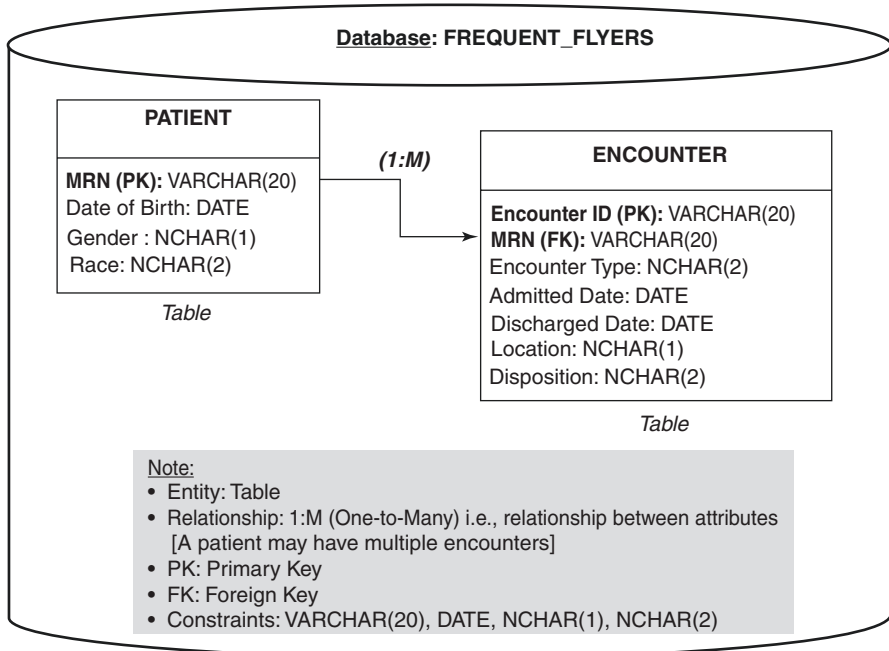 Database: FREQUENT_FLYERS
PATIENT
MRN (PK): VARCHAR(20)
Date of Birth: DATE
Gender : NCHAR(1)
Race: NCHAR(2)
Table
(1:M)
ENCOUNTER
Encounter ID (PK): VARCHAR(20)
MRN (FK): VARCHAR(20)
Encounter Type: NCHAR(2)
Admitted Date: DATE
Discharged Date: DATE
Location: NCHAR(1)
Disposition: NCHAR(2)
Table
Note:
• Entity: Table
• Relationship: 1:M (One-to-Many) i.e., relationship between attributes
[A patient may have multiple encounters]
• PK: Primary Key
• FK: Foreign Key
• Constraints: VARCHAR(20), DATE, NCHAR(1), NCHAR(2)